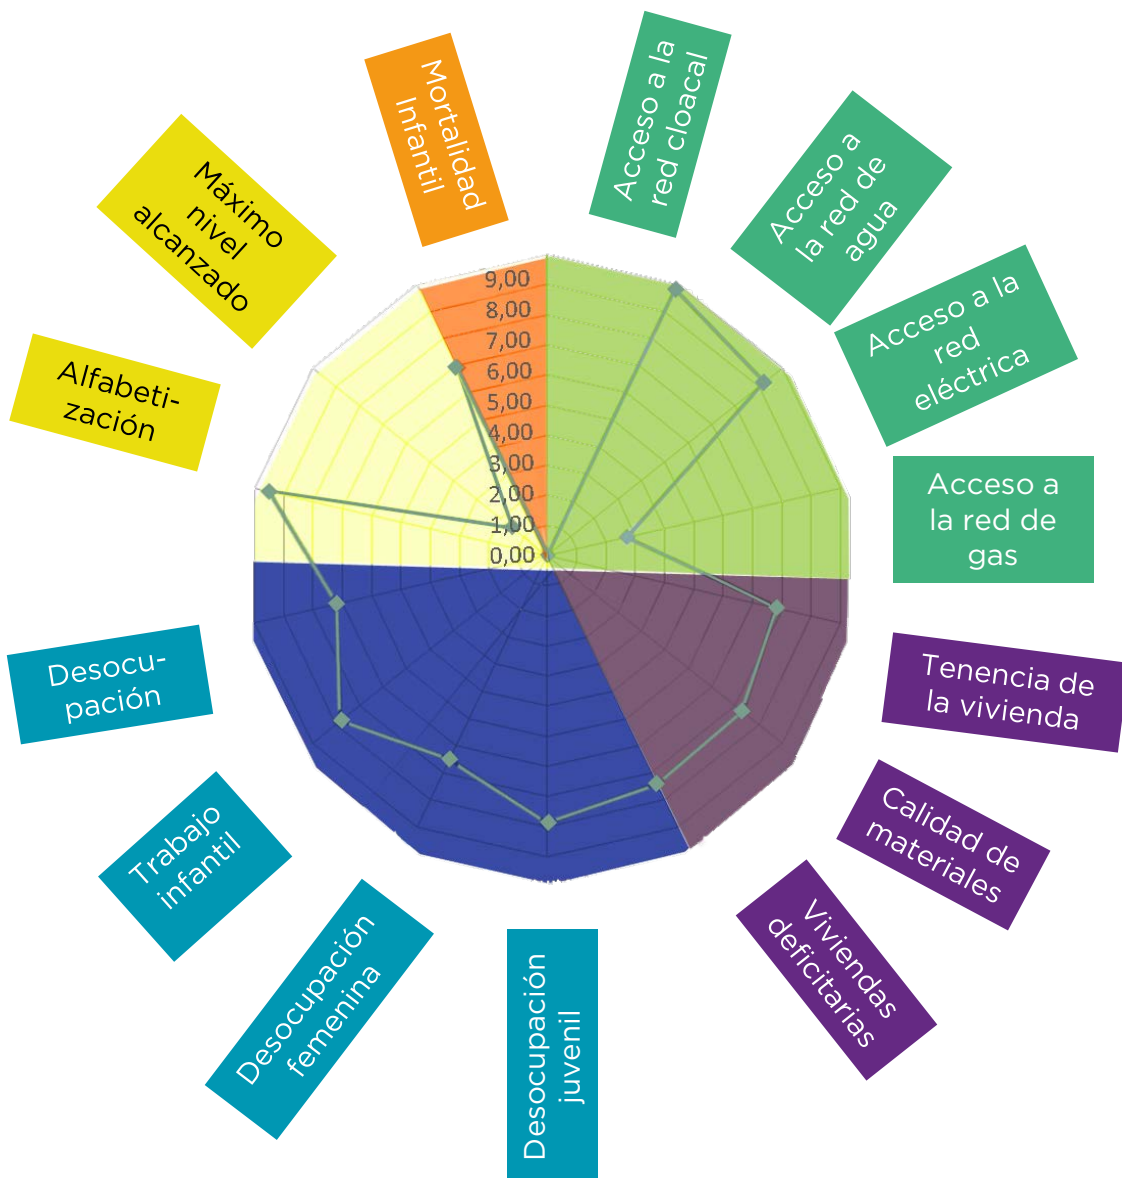 Mortalidad
Infantil
Acceso a la
red cloacal
Acceso a
la red de
agua
Acceso a la
red
eléctrica
Acceso a
la red de
gas
Tenencia de
la vivienda
Calidad de
materiales
Viviendas
deficitarias
Desocupación
juvenil
Desocupación
femenina
Trabajo
infantil
Desocu-
pación
Alfabeti-
zación
Máximo
nivel
alcanzado
9,00
8,00
7,00
6,00
5,00
4,00
3,00
2,00
1,00
0,00